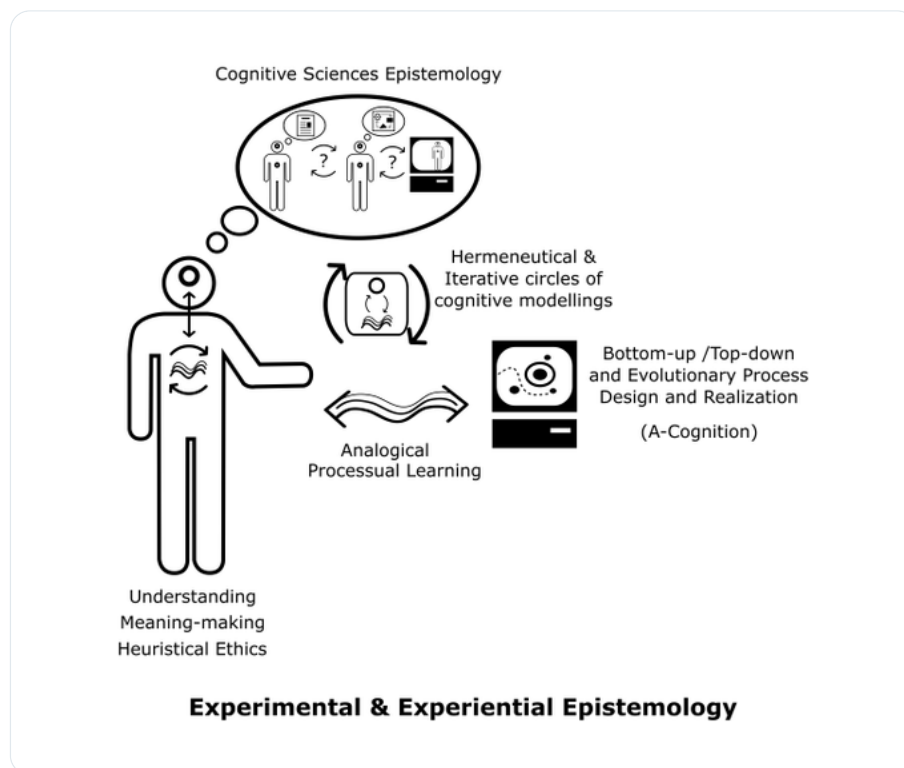 Cognitive Sciences Epistemology
?
?
Hermeneutical &
Iterative circles of
cognitive modellings
Bottom-up /Top-down
and Evolutionary Process
Design and Realization
(A-Cognition)
Analogical
Processual Learning
Understanding
Meaning-making
Heuristical Ethics
Experimental & Experiential Epistemology